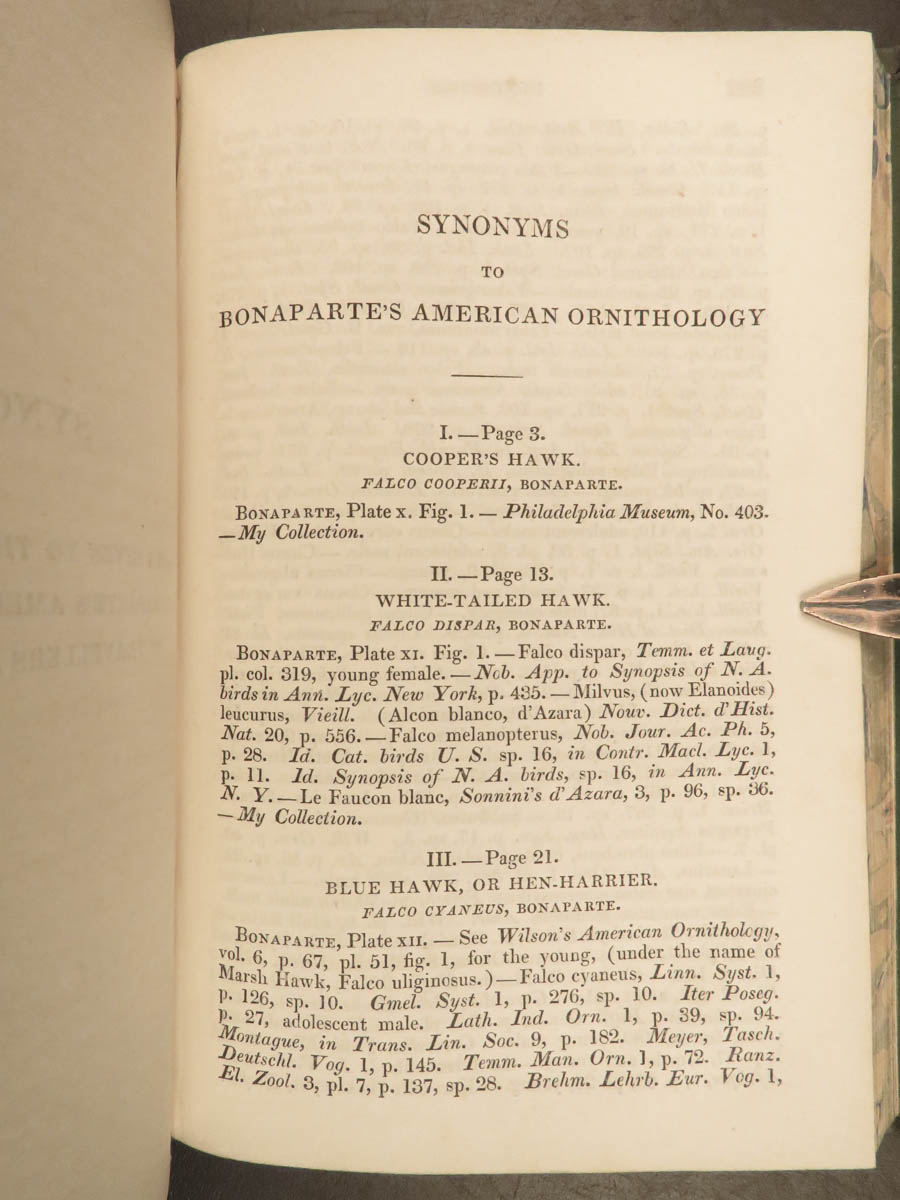 SYNONYMS
TO
BONAPARTE'S AMERICAN ORNITHOLOGY
I. — Page 3.
COOPER'S HAWK.
FALCO COOPERII, BONAPARTE.
BONAPARTE, Plate X. Fig. 1. — Philadelphia Museum, No. 403.
—My Collection.
II. — Page 13.
WHITE-TAILED HAWK.
FALCO DISPAR, BONAPARTE.
BONAPARTE, Plate XI. Fig. 1. — Falco dispar, Temm. et Laug.
pl. col. 319, young female. — Nob. App. to Synopsis of N. A.
birds in Ann. Lyc. New York, p. 435. — Milvus, (now Elanoides)
leucurus, Vieill. (Alcon blanco, d'Azara) Nouv. Dict. d'Hist.
Nat. 20, p. 556. — Falco melanopterus, Nob. Jour. Ac. Ph. 5,
p. 28. Id. Cat. birds U. S. sp. 16, in Contr. Macl. Lyc. 1,
p. 11. Id. Synopsis of N. A. birds, sp. 16, in Ann. Lyc.
N. Y. — Le Faucon blanc, Sonnini's d'Azara, 3, p. 96, sp. 36.
—My Collection.
III. — Page 21.
BLUE HAWK, OR HEN-HARRIER.
FALCO CYANEUS, BONAPARTE.
BONAPARTE, Plate XII. — See Wilson's American Ornithology,
vol. 6, p. 67, pl. 51, fig. 1, for the young, (under the name of
Marsh Hawk, Falco uliginosus.) — Falco cyaneus, Linn. Syst. 1,
p. 126, sp. 10. Gmel. Syst. 1, p. 276, sp. 10. Iter Poseg.
p. 27, adolescent male. Lath. Ind. Orn. 1, p. 39, sp. 94.
Montague, in Trans. Lin. Soc. 9, p. 182. Meyer, Tasch.
Deutschl. Vog. 1, p. 145. Temm. Man. Orn. 1, p. 72. Ranz.
El. Zool. 3, pl. 7, p. 137, sp. 28. Brehm. Lehrb. Eur. Vog. 1,